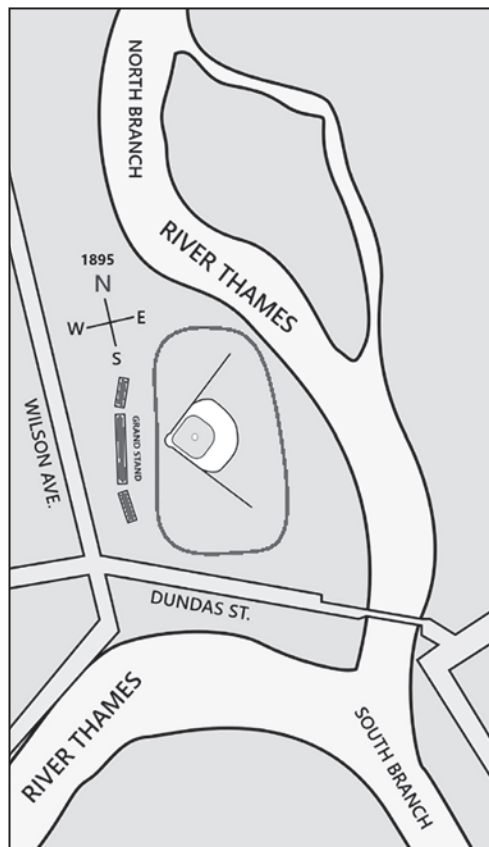 NORTH BRANCH
RIVER THAMES
1895
N
W
E
S
GRAND STAND
WILSON AVE.
DUNDAS ST.
RIVER THAMES
SOUTH BRANCH